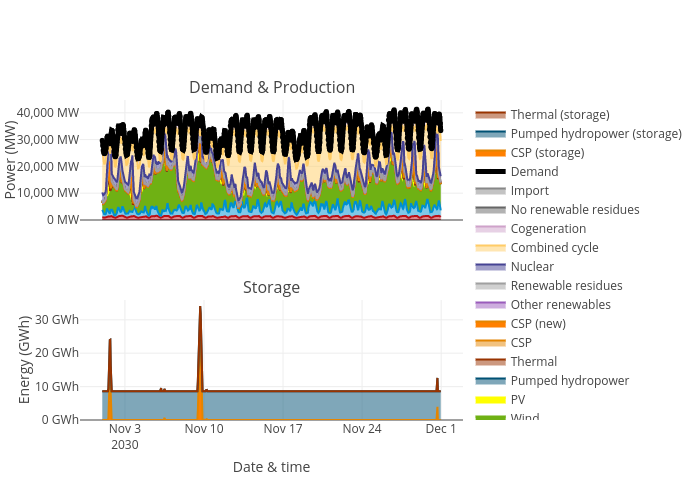 Demand & Production
Power (MW)
40,000 MW
30,000 MW
20,000 MW
10,000 MW
0 MW
Storage
Energy (GWh)
30 GWh
20 GWh
10 GWh
0 GWh
Nov 3
2030
Nov 10
Nov 17
Nov 24
Dec 1
Date & time
Thermal (storage)
Pumped hydropower (storage)
CSP (storage)
Demand
Import
No renewable residues
Cogeneration
Combined cycle
Nuclear
Renewable residues
Other renewables
CSP (new)
CSP
Thermal
Pumped hydropower
PV
Wind